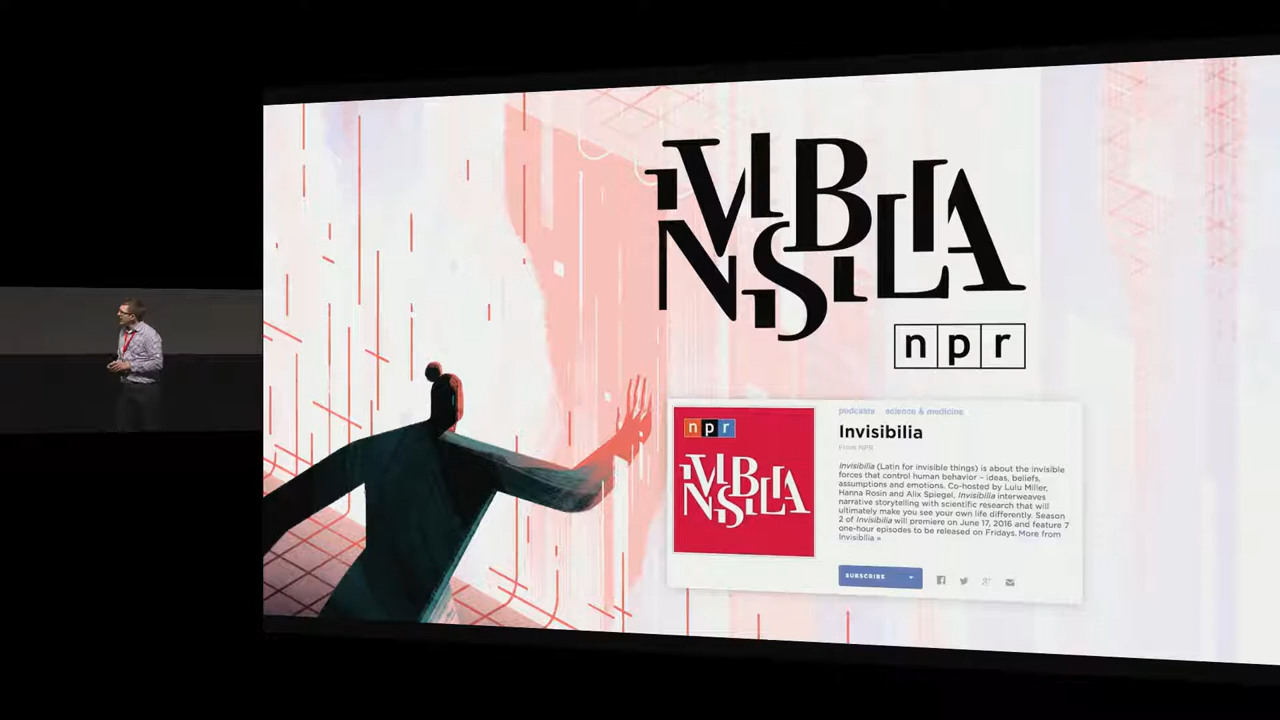 INVISIBILIA
npr
npr
INVISIBILIA
podcasts science & medicine
Invisibilia
From NPR
Invisibilia (Latin for invisible things) is about the invisible
forces that control human behavior – ideas, beliefs,
assumptions and emotions. Co-hosted by Lulu Miller,
Hanna Rosin and Alix Spiegel, Invisibilia interweaves
narrative storytelling with scientific research that will
ultimately make you see your own life differently. Season
2 of Invisibilia will premiere on June 17, 2016 and feature 7
one-hour episodes to be released on Fridays. More from
Invisibilia »
SUBSCRIBE